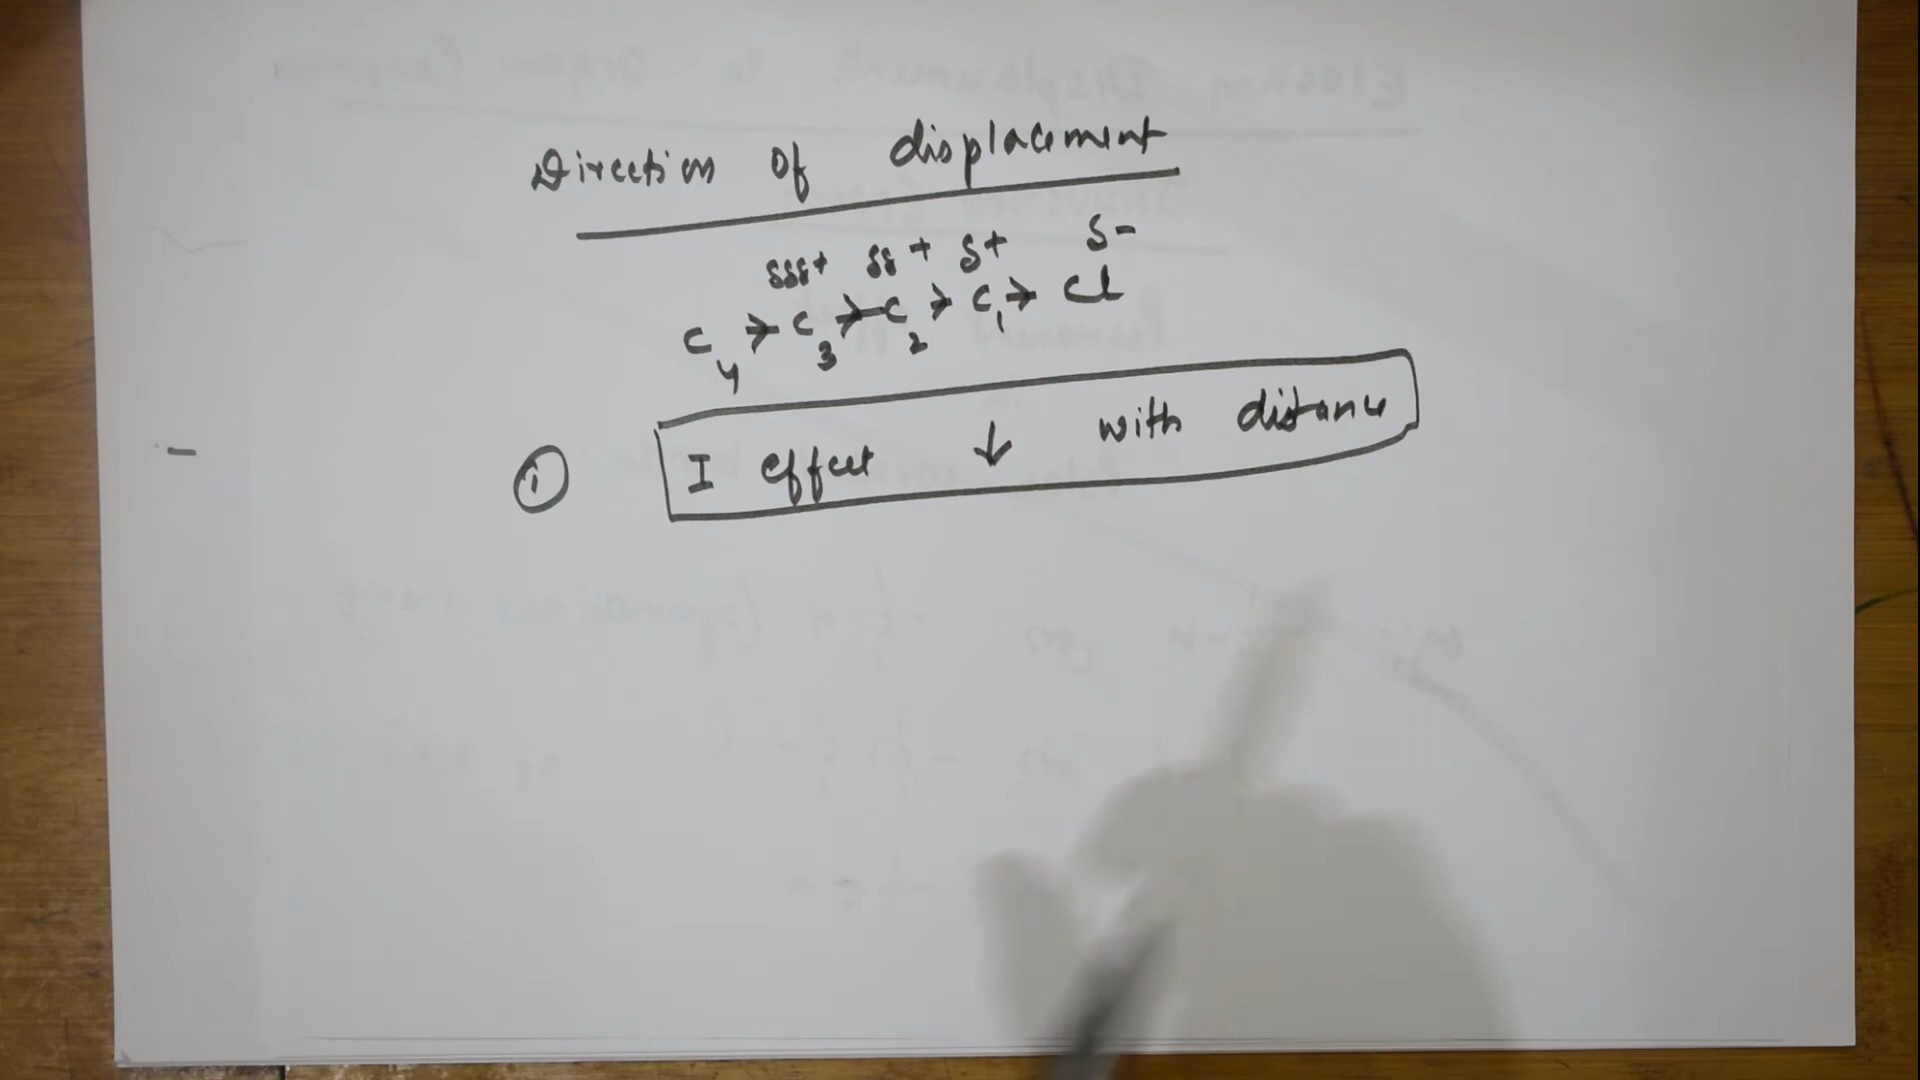 Direction of displacement
δδδ+ δδ+ δ+ δ-
C4 > C3 > C2 > C1 > Cl
① I effect ↓ with distance